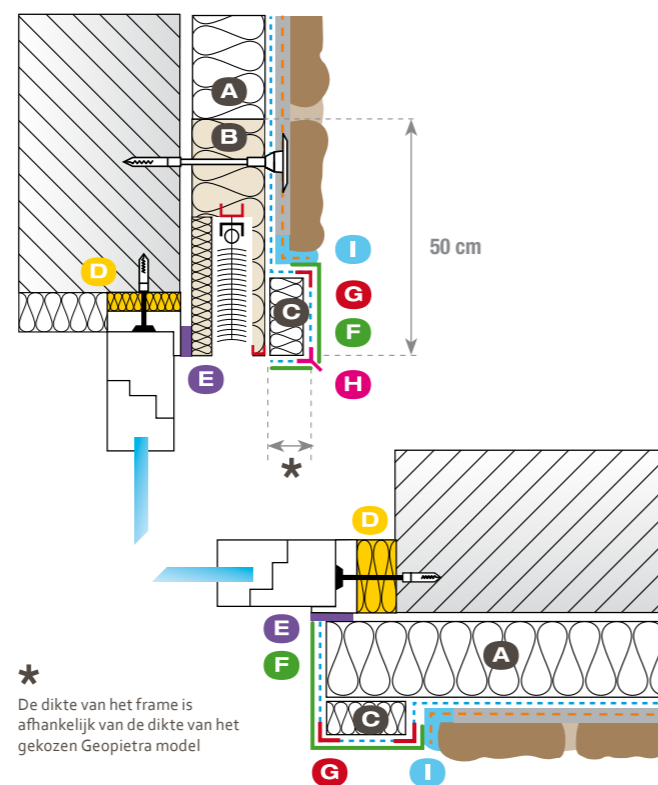 A
B
D
50 cm
I
G
C
F
E
H
*
D
E
F
A
*
De dikte van het frame is
afhankelijk van de dikte van het
gekozen Geopietra model
C
G
I